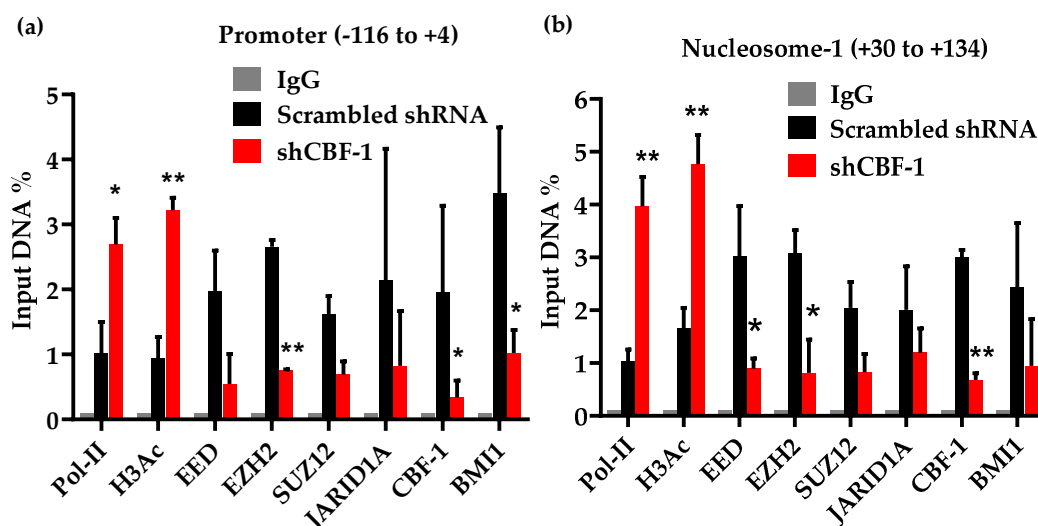 (a)
Promoter (-116 to +4)
IgG
Scrambled shRNA
shCBF-1
Input DNA %
5
4
3
2
1
0
*
**
**
*
*
Pol-II
H3Ac
EED
EZH2
SUZ12
JARID1A
CBF-1
BMI1
(b)
Nucleosome-1 (+30 to +134)
IgG
Scrambled shRNA
shCBF-1
Input DNA %
6
5
4
3
2
1
0
**
**
*
*
**
Pol-II
H3Ac
EED
EZH2
SUZ12
JARID1A
CBF-1
BMI1